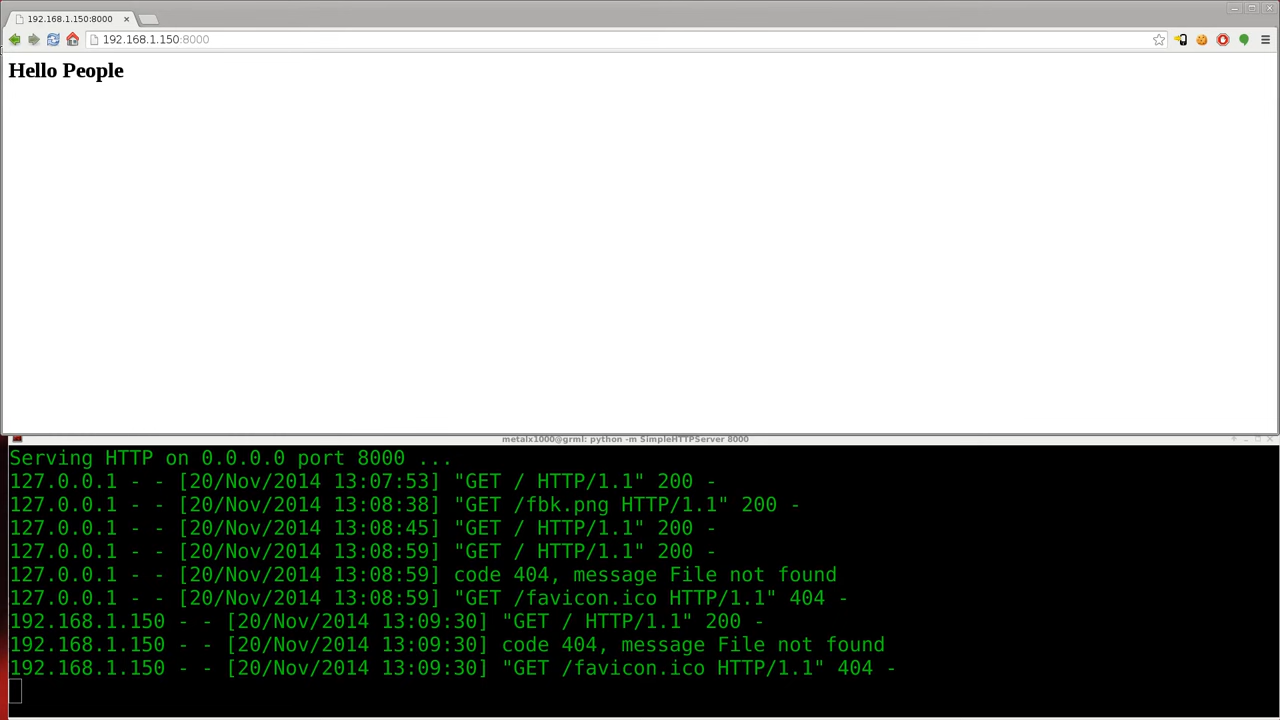 192.168.1.150:8000
192.168.1.150:8000
Hello People
metalx1000@grml: python -m SimpleHTTPServer 8000
Serving HTTP on 0.0.0.0 port 8000 ...
127.0.0.1 - - [20/Nov/2014 13:07:53] "GET / HTTP/1.1" 200 -
127.0.0.1 - - [20/Nov/2014 13:08:38] "GET /fbk.png HTTP/1.1" 200 -
127.0.0.1 - - [20/Nov/2014 13:08:45] "GET / HTTP/1.1" 200 -
127.0.0.1 - - [20/Nov/2014 13:08:59] "GET / HTTP/1.1" 200 -
127.0.0.1 - - [20/Nov/2014 13:08:59] code 404, message File not found
127.0.0.1 - - [20/Nov/2014 13:08:59] "GET /favicon.ico HTTP/1.1" 404 -
192.168.1.150 - - [20/Nov/2014 13:09:30] "GET / HTTP/1.1" 200 -
192.168.1.150 - - [20/Nov/2014 13:09:30] code 404, message File not found
192.168.1.150 - - [20/Nov/2014 13:09:30] "GET /favicon.ico HTTP/1.1" 404 -